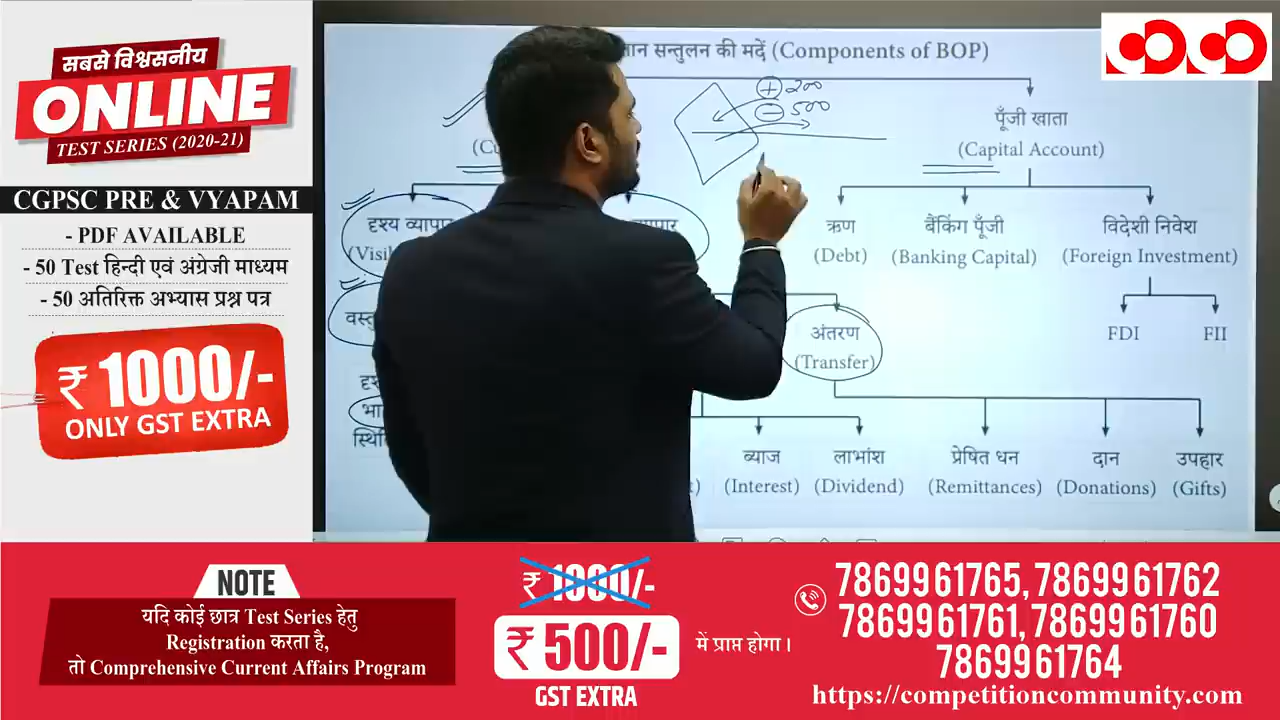 सबसे विश्वसनीय
ONLINE
TEST SERIES (2020-21)
CGPSC PRE & VYAPAM
- PDF AVAILABLE
- 50 Test हिन्दी एवं अंग्रेजी माध्यम
- 50 अतिरिक्त अभ्यास प्रश्न पत्र
₹ 1000/-
ONLY GST EXTRA
सन्तुलन की मदें (Components of BOP)
+ 200
- 500
पूँजी खाता
(Capital Account)
दृश्य
ऋण
बैंकिंग पूँजी
विदेशी निवेश
(Debt)
(Banking Capital)
(Foreign Investment)
अंतरण
(Transfer)
FDI
FII
ब्याज
लाभांश
प्रेषित धन
दान
उपहार
(Interest)
(Dividend)
(Remittances)
(Donations)
(Gifts)
NOTE
यदि कोई छात्र Test Series हेतु
Registration करता है,
तो Comprehensive Current Affairs Program
₹ 1000/-
₹ 500/-
में प्राप्त होगा।
GST EXTRA
7869961765, 7869961762
7869961761, 7869961760
7869961764
https://competitioncommunity.com